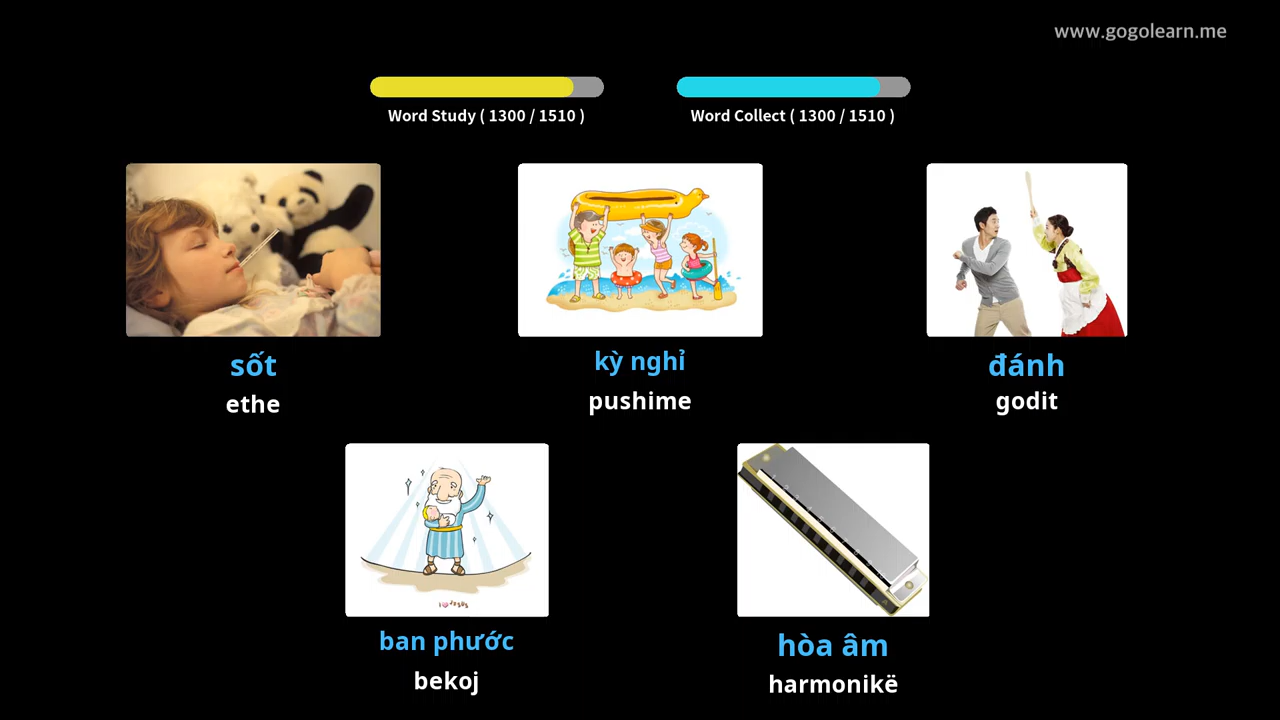 www.gogolearn.me
Word Study ( 1300 / 1510 )
Word Collect ( 1300 / 1510 )
sốt
ethe
kỳ nghỉ
pushime
đánh
godit
ban phước
bekoj
hòa âm
harmonikë